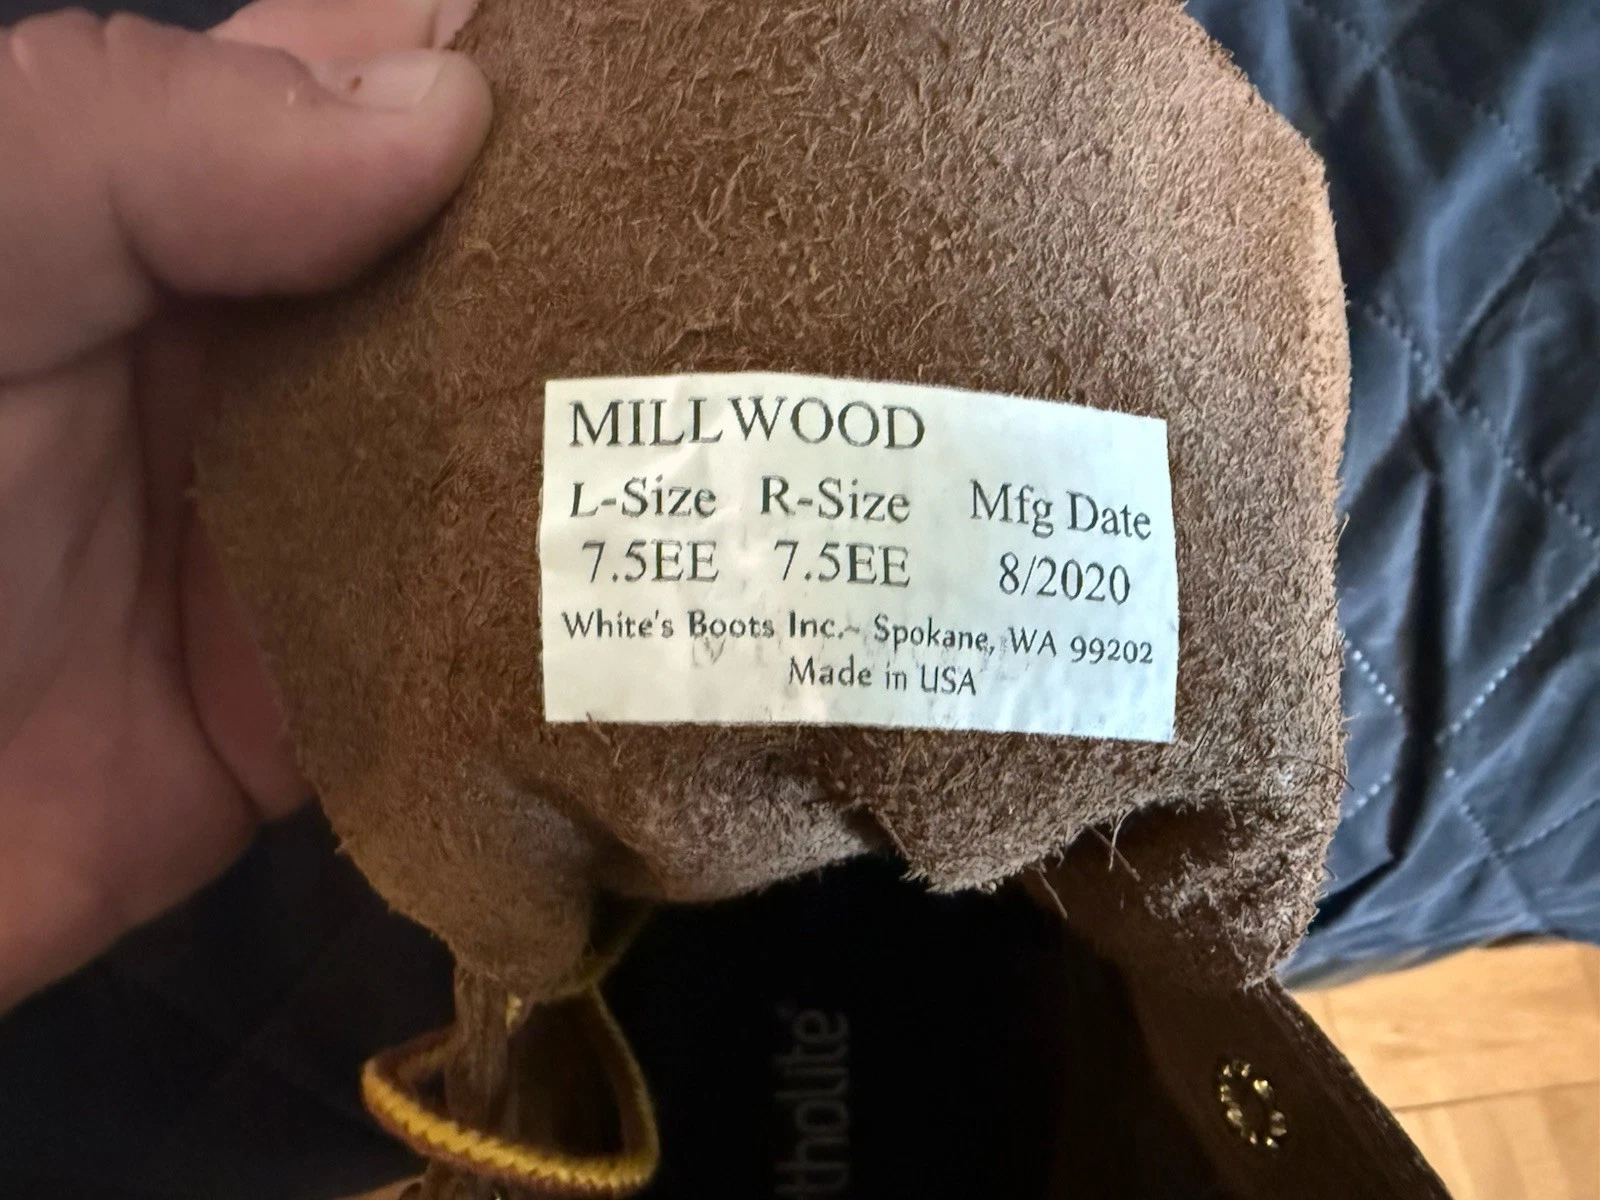 MILLWOOD
L-Size R-Size Mfg Date
7.5EE 7.5EE 8/2020
White's Boots Inc.~ Spokane, WA 99202
Made in USA
tholite